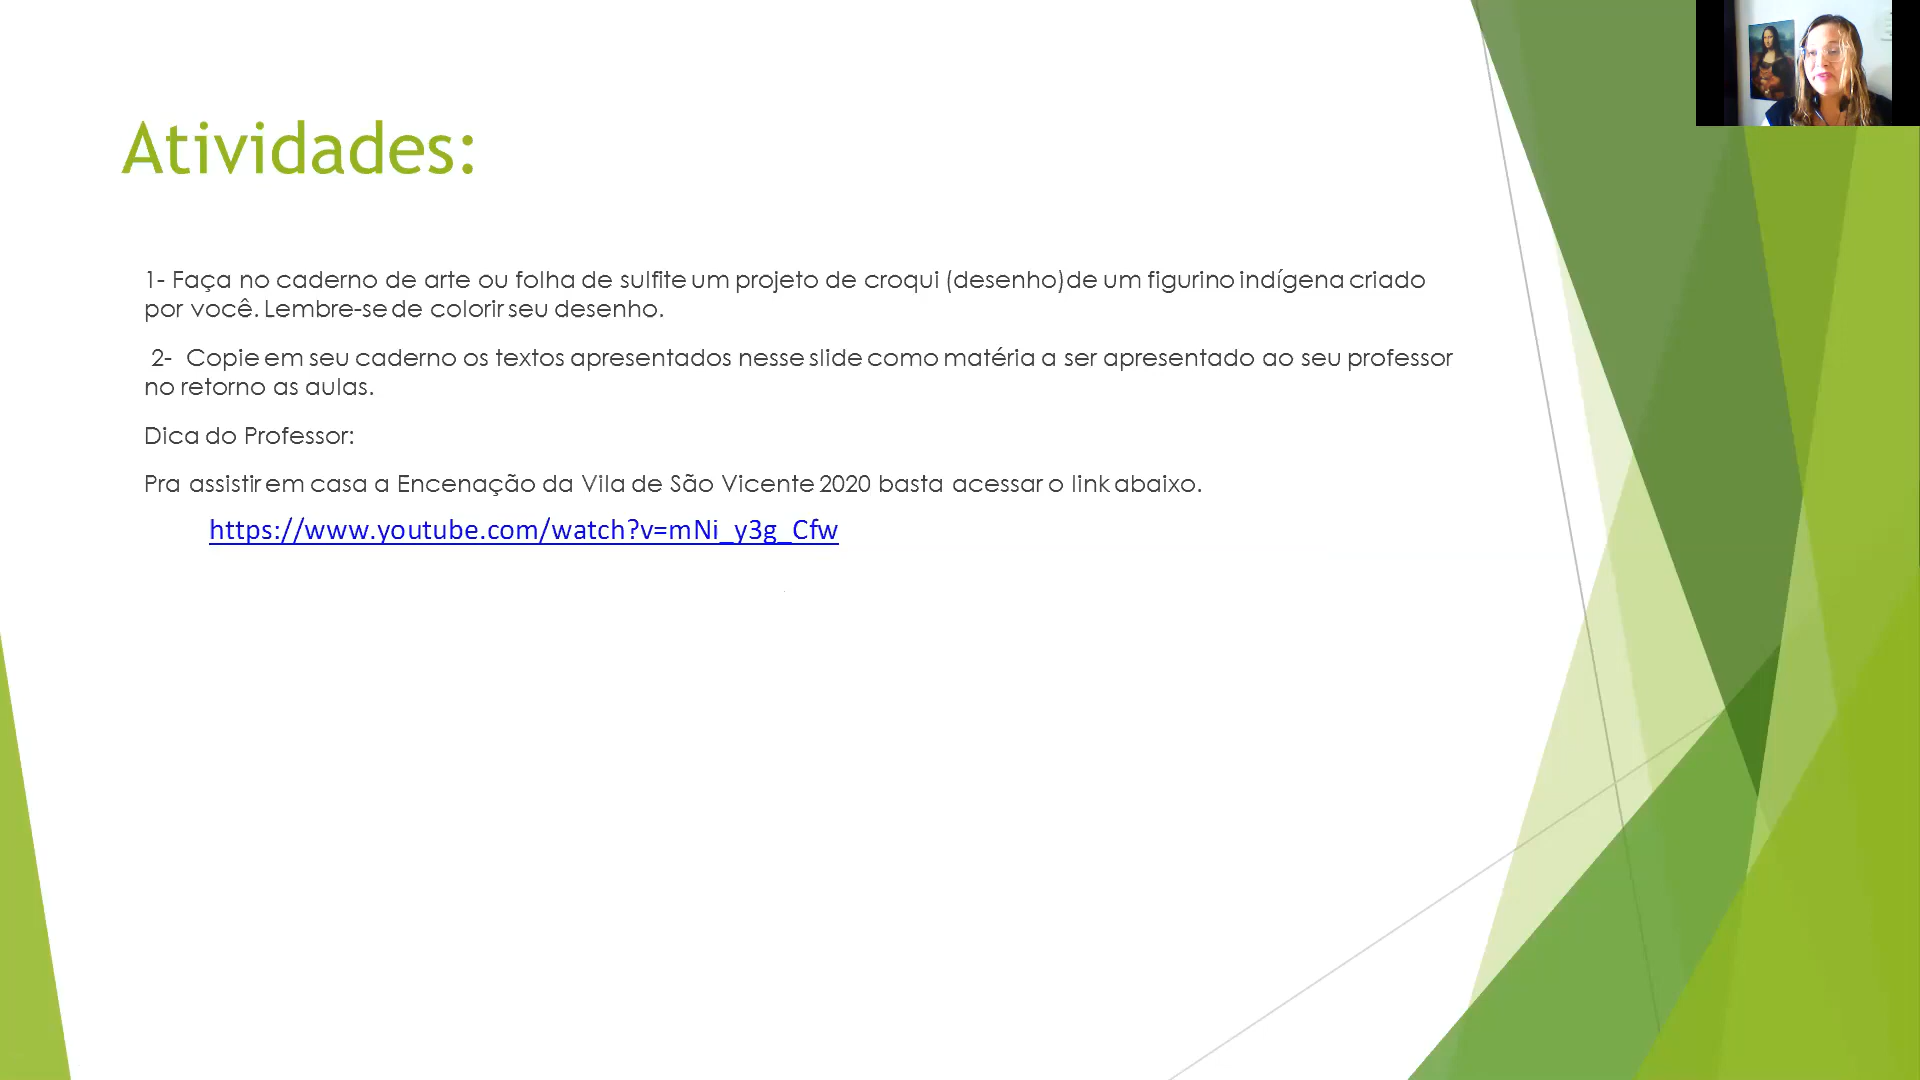 Atividades:
1- Faça no caderno de arte ou folha de sulfite um projeto de croqui (desenho)de um figurino indígena criado
por você. Lembre-se de colorir seu desenho.
2- Copie em seu caderno os textos apresentados nesse slide como matéria a ser apresentado ao seu professor
no retorno as aulas.
Dica do Professor:
Pra assistir em casa a Encenação da Vila de São Vicente 2020 basta acessar o link abaixo.
https://www.youtube.com/watch?v=mNi_y3g_Cfw